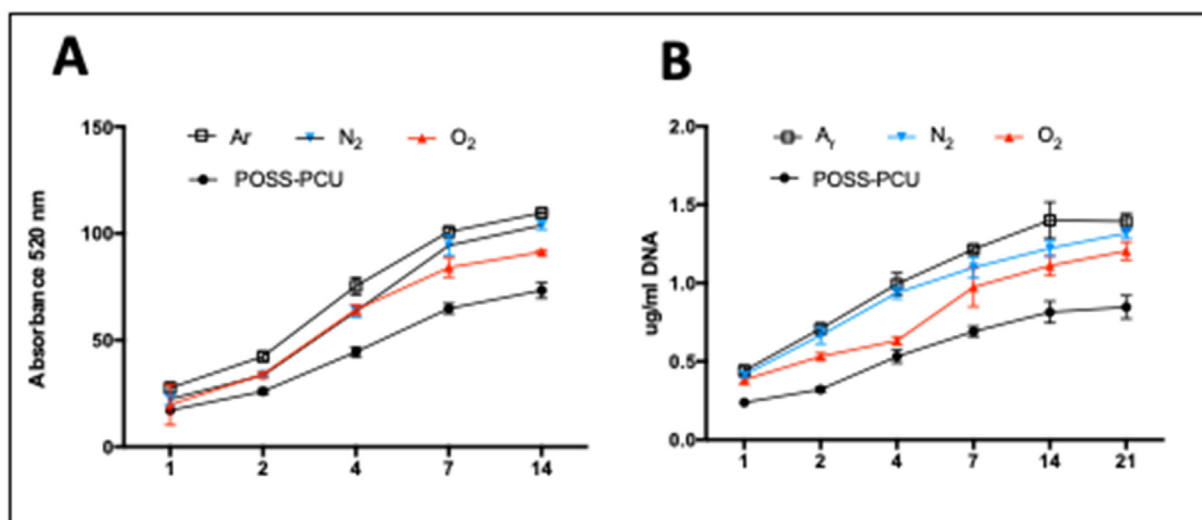 A
Ar N₂ O₂
POSS-PCU
150
100
50
0
Absorbance 520 nm
1 2 4 7 14
B
Aᵣ N₂ O₂
POSS-PCU
2.0
1.5
1.0
0.5
0.0
ug/ml DNA
1 2 4 7 14 21